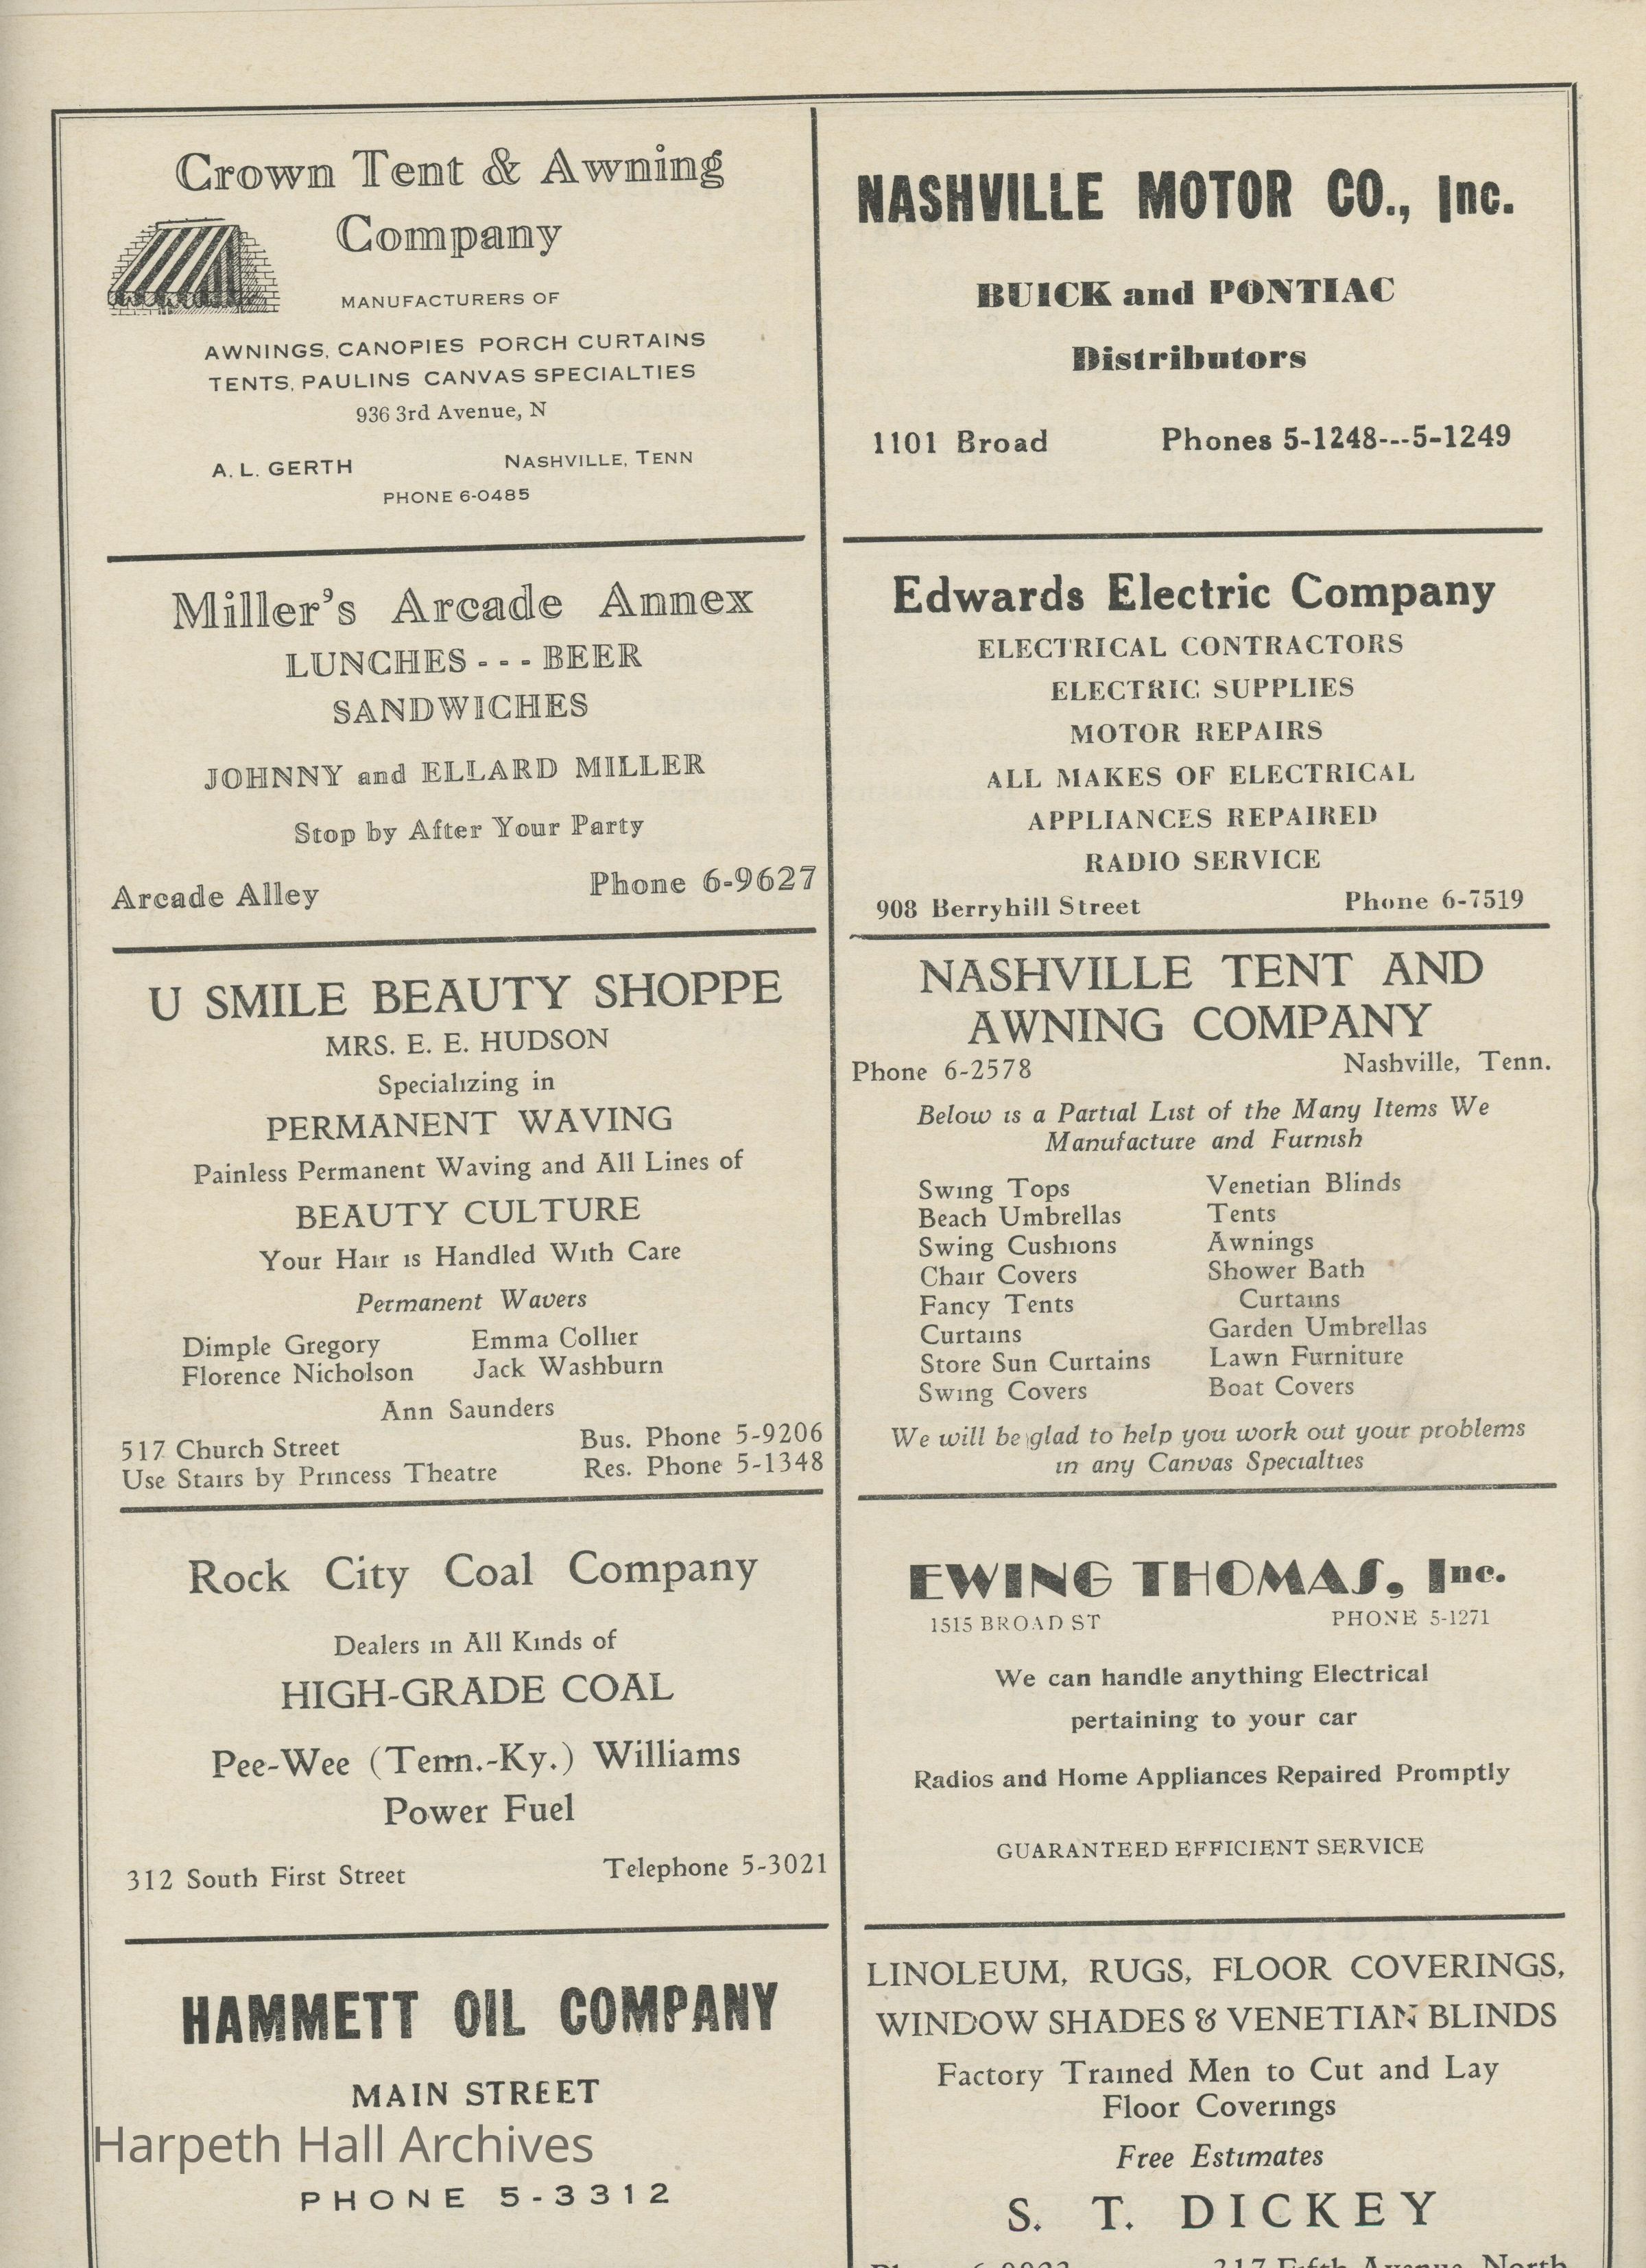 Crown Tent & Awning
Company
MANUFACTURERS OF
AWNINGS, CANOPIES PORCH CURTAINS
TENTS, PAULINS CANVAS SPECIALTIES
936 3rd Avenue, N
A. L. GERTH NASHVILLE, TENN
PHONE 6-0485
Miller's Arcade Annex
LUNCHES - - - BEER
SANDWICHES
JOHNNY and ELLARD MILLER
Stop by After Your Party
Arcade Alley Phone 6-9627
U SMILE BEAUTY SHOPPE
MRS. E. E. HUDSON
Specializing in
PERMANENT WAVING
Painless Permanent Waving and All Lines of
BEAUTY CULTURE
Your Hair is Handled With Care
Permanent Wavers
Dimple Gregory Emma Collier
Florence Nicholson Jack Washburn
Ann Saunders
517 Church Street Bus. Phone 5-9206
Use Stairs by Princess Theatre Res. Phone 5-1348
Rock City Coal Company
Dealers in All Kinds of
HIGH-GRADE COAL
Pee-Wee (Tenn.-Ky.) Williams
Power Fuel
312 South First Street Telephone 5-3021
HAMMETT OIL COMPANY
MAIN STREET
Harpeth Hall Archives
PHONE 5-3312
NASHVILLE MOTOR CO., Inc.
BUICK and PONTIAC
Distributors
1101 Broad Phones 5-1248---5-1249
Edwards Electric Company
ELECTRICAL CONTRACTORS
ELECTRIC SUPPLIES
MOTOR REPAIRS
ALL MAKES OF ELECTRICAL
APPLIANCES REPAIRED
RADIO SERVICE
908 Berryhill Street Phone 6-7519
NASHVILLE TENT AND
AWNING COMPANY
Phone 6-2578 Nashville, Tenn.
Below is a Partial List of the Many Items We
Manufacture and Furnish
Swing Tops Venetian Blinds
Beach Umbrellas Tents
Swing Cushions Awnings
Chair Covers Shower Bath
Fancy Tents Curtains
Curtains Garden Umbrellas
Store Sun Curtains Lawn Furniture
Swing Covers Boat Covers
We will be glad to help you work out your problems
in any Canvas Specialties
EWING THOMAS, Inc.
1515 BROAD ST PHONE 5-1271
We can handle anything Electrical
pertaining to your car
Radios and Home Appliances Repaired Promptly
GUARANTEED EFFICIENT SERVICE
LINOLEUM, RUGS, FLOOR COVERINGS,
WINDOW SHADES & VENETIAN BLINDS
Factory Trained Men to Cut and Lay
Floor Coverings
Free Estimates
S. T. DICKEY
317 Fifth Avenue North